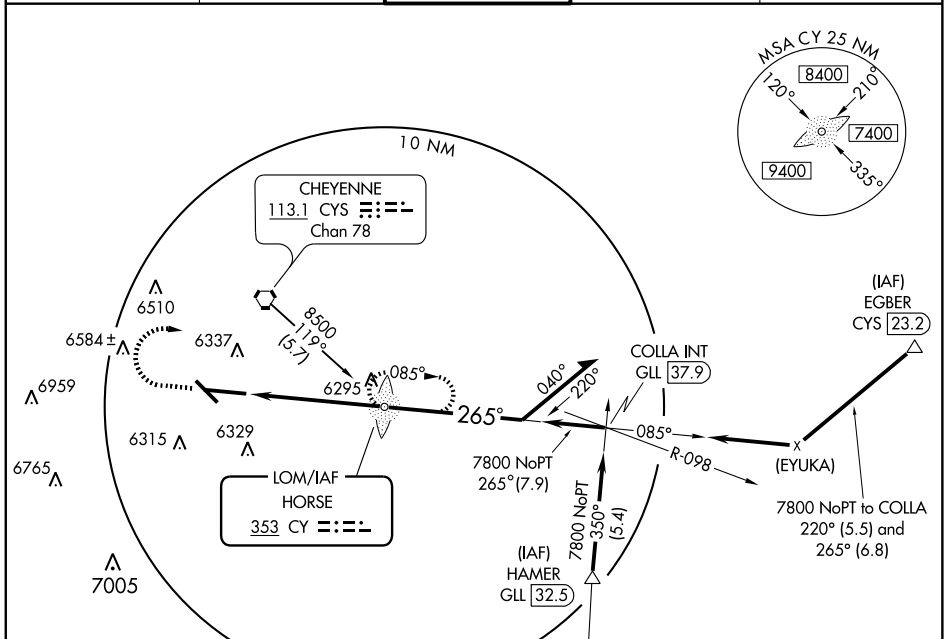 MSA CY 25 NM
8400
120°
210°
7400
9400
335°
10 NM
CHEYENNE
113.1 CYS
Chan 78
6510
6584 ±
6337
8500
119°
(5.7)
6295
085°
6959
6315
6329
6765
7005
265°
040°
220°
COLLA INT
GLL 37.9
(IAF)
EGBER
CYS 23.2
085°
R-098
(EYUKA)
7800 NoPT
265° (7.9)
LOM/IAF
HORSE
353 CY
7800 NoPT
350°
(5.4)
7800 NoPT to COLLA
220° (5.5) and
265° (6.8)
(IAF)
HAMER
GLL 32.5